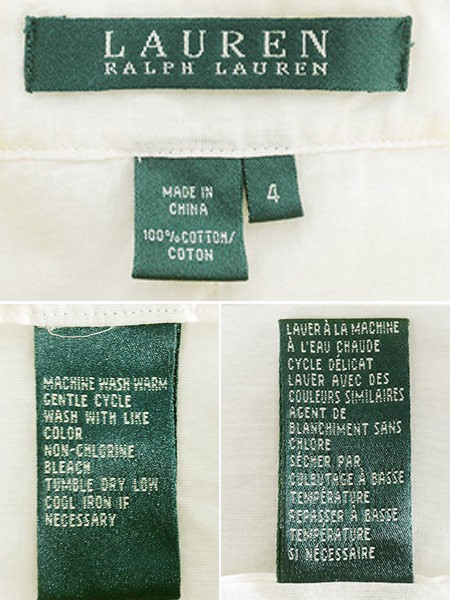 LAUREN
RALPH LAUREN
MADE IN
CHINA
100% COTTON/
COTON
4
MACHINE WASH WARM
GENTLE CYCLE
WASH WITH LIKE
COLOR
NON-CHLORINE
BLEACH
TUMBLE DRY LOW
COOL IRON IF
NECESSARY
LAVER À LA MACHINE
À L'EAU CHAUDE
CYCLE DÉLICAT
LAVER AVEC DES
COULEURS SIMILAIRES
AGENT DE
BLANCHIMENT SANS
CHLORE
SÉCHER PAR
CULBUTAGE À BASSE
TEMPÉRATURE
REPASSER À BASSE
TEMPÉRATURE
SI NÉCESSAIRE